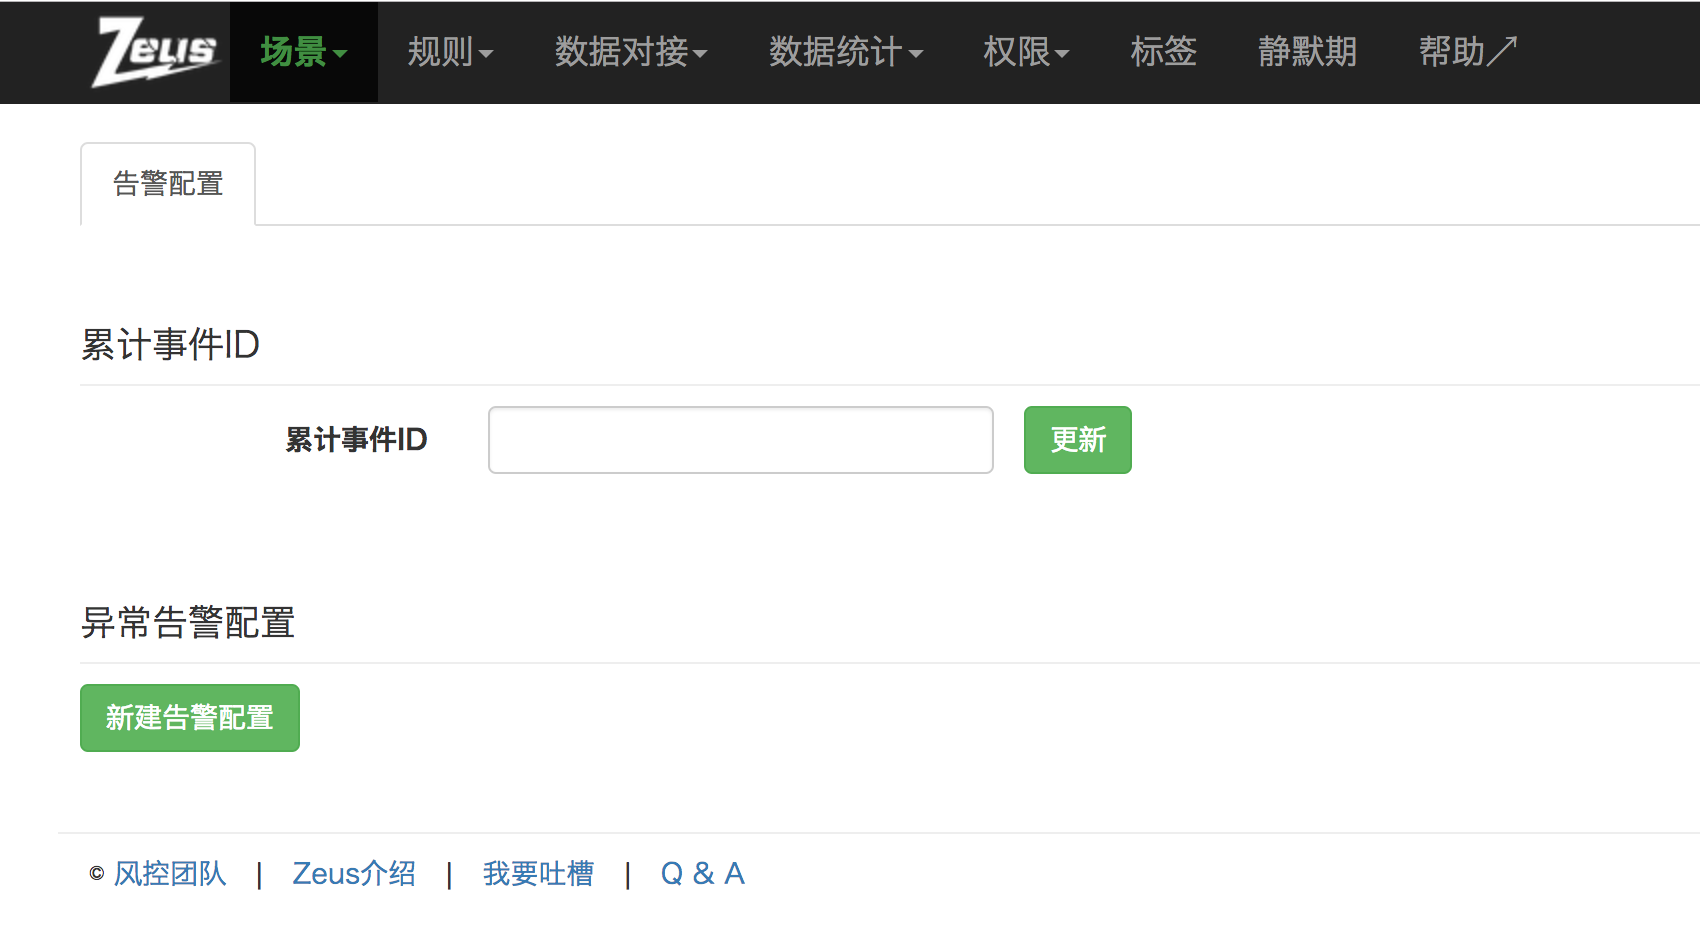 Zeus 场景 规则 数据对接 数据统计 权限 标签 静默期 帮助↗
告警配置
累计事件ID
累计事件ID 更新
异常告警配置
新建告警配置
© 风控团队 | Zeus介绍 | 我要吐槽 | Q & A